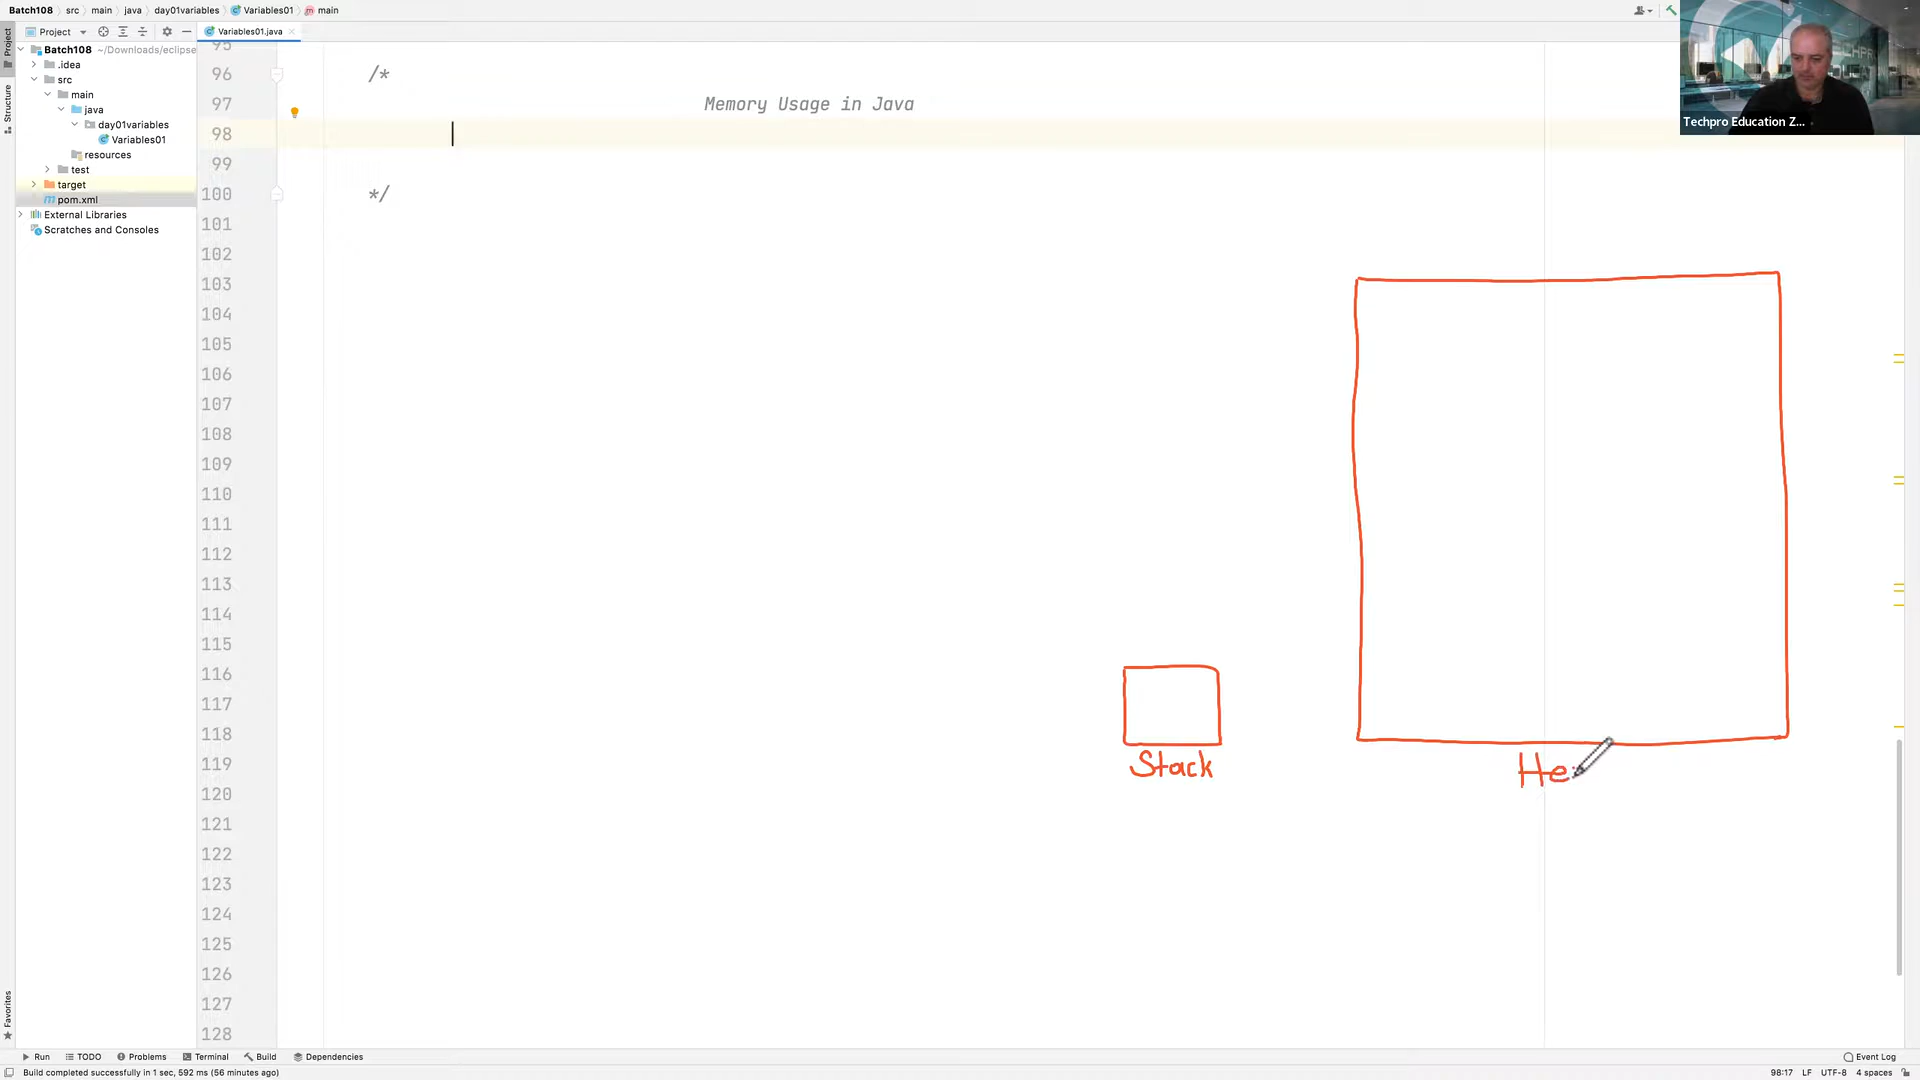 Batch108 src main java day01variables Variables01 main
Project
Variables01.java
Project
Structure
Favorites
Batch108 ~/Downloads/eclipse
.idea
src
main
java
day01variables
Variables01
resources
test
target
pom.xml
External Libraries
Scratches and Consoles
95
96 /*
97 Memory Usage in Java
98
99
100 */
101
102
103
104
105
106
107
108
109
110
111
112
113
114
115
116
117
118
119
120
121
122
123
124
125
126
127
128
Stack
He
Techpro Education Z...
Run TODO Problems Terminal Build Dependencies
Event Log
Build completed successfully in 1 sec, 592 ms (56 minutes ago)
98:17 LF UTF-8 4 spaces